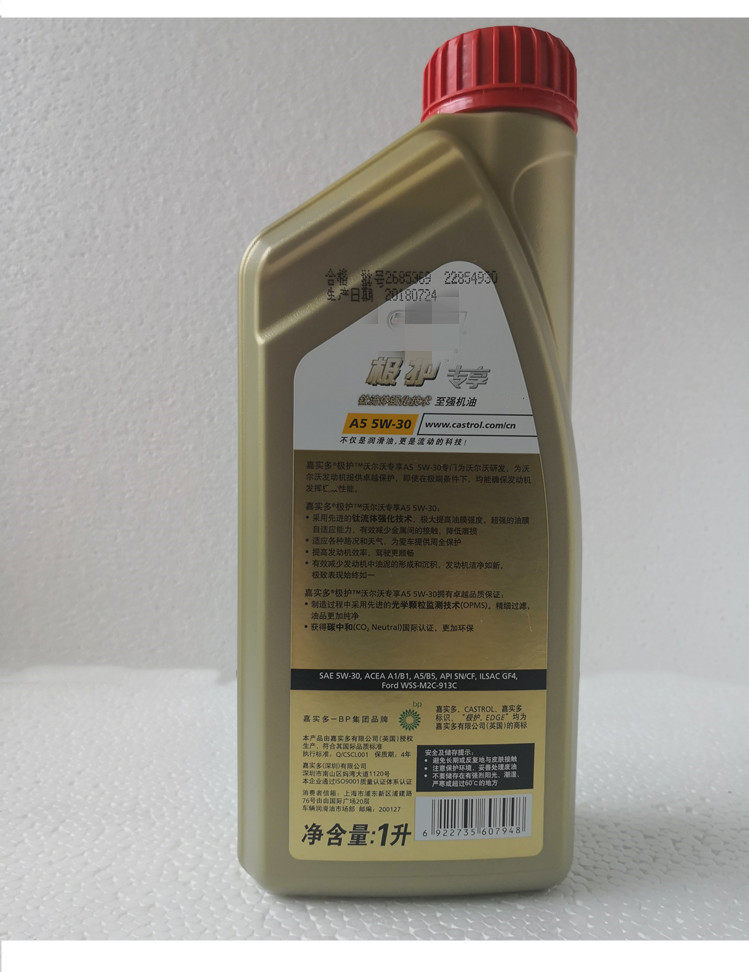 合格 批号2685369 22854930
生产日期 20180724
极护 专享
钛流体强化技术 至强机油
A5 5W-30 www.castrol.com/cn
不仅是润滑油,更是流动的科技!
嘉实多®极护™沃尔沃专享A5 5W-30专门为沃尔沃研发，为沃
尔沃发动机提供卓越保护，即使在极端条件下，均能确保发动机
发挥 性能。
嘉实多®极护™沃尔沃专享A5 5W-30:
• 采用先进的钛流体强化技术，极大提高油膜强度，超强的油膜
自适应能力，有效减少金属间的接触，降低磨损
• 适应各种路况和天气，为爱车提供周全保护
• 提高发动机效率，驾驶更顺畅
• 有效减少发动机中油泥的形成和沉积，发动机洁净如新，
极致表现始终如一
嘉实多®极护™沃尔沃专享A5 5W-30拥有卓越品质保证：
• 制造过程中采用先进的光学颗粒监测技术(OPMS)，精细过滤，
油品更加纯净
• 获得碳中和(CO₂ Neutral)国际认证，更加环保
SAE 5W-30, ACEA A1/B1, A5/B5, API SN/CF, ILSAC GF4,
Ford WSS-M2C-913C
嘉实多-BP集团品牌
bp
嘉实多、CASTROL、嘉实多
标识、“极护、EDGE”均为
嘉实多有限公司(英国)的商标
本产品由嘉实多有限公司(英国)授权
生产，符合其国际品质标准
执行标准：Q/CSCL001 保质期：4年
嘉实多(深圳)有限公司
深圳市南山区妈湾大道1120号
本企业通过ISO9001质量认证体系认证
消费者信箱：上海市浦东新区浦建路
76号由由国际广场20层
车辆润滑油市场部 邮编：200127
安全及储存提示：
• 避免长期或反复地与皮肤接触
• 注意保护环境，妥善处理废油
• 不要储存在有强烈阳光、潮湿、
严寒或超过60℃的地方
净含量:1升
6 922735 607948